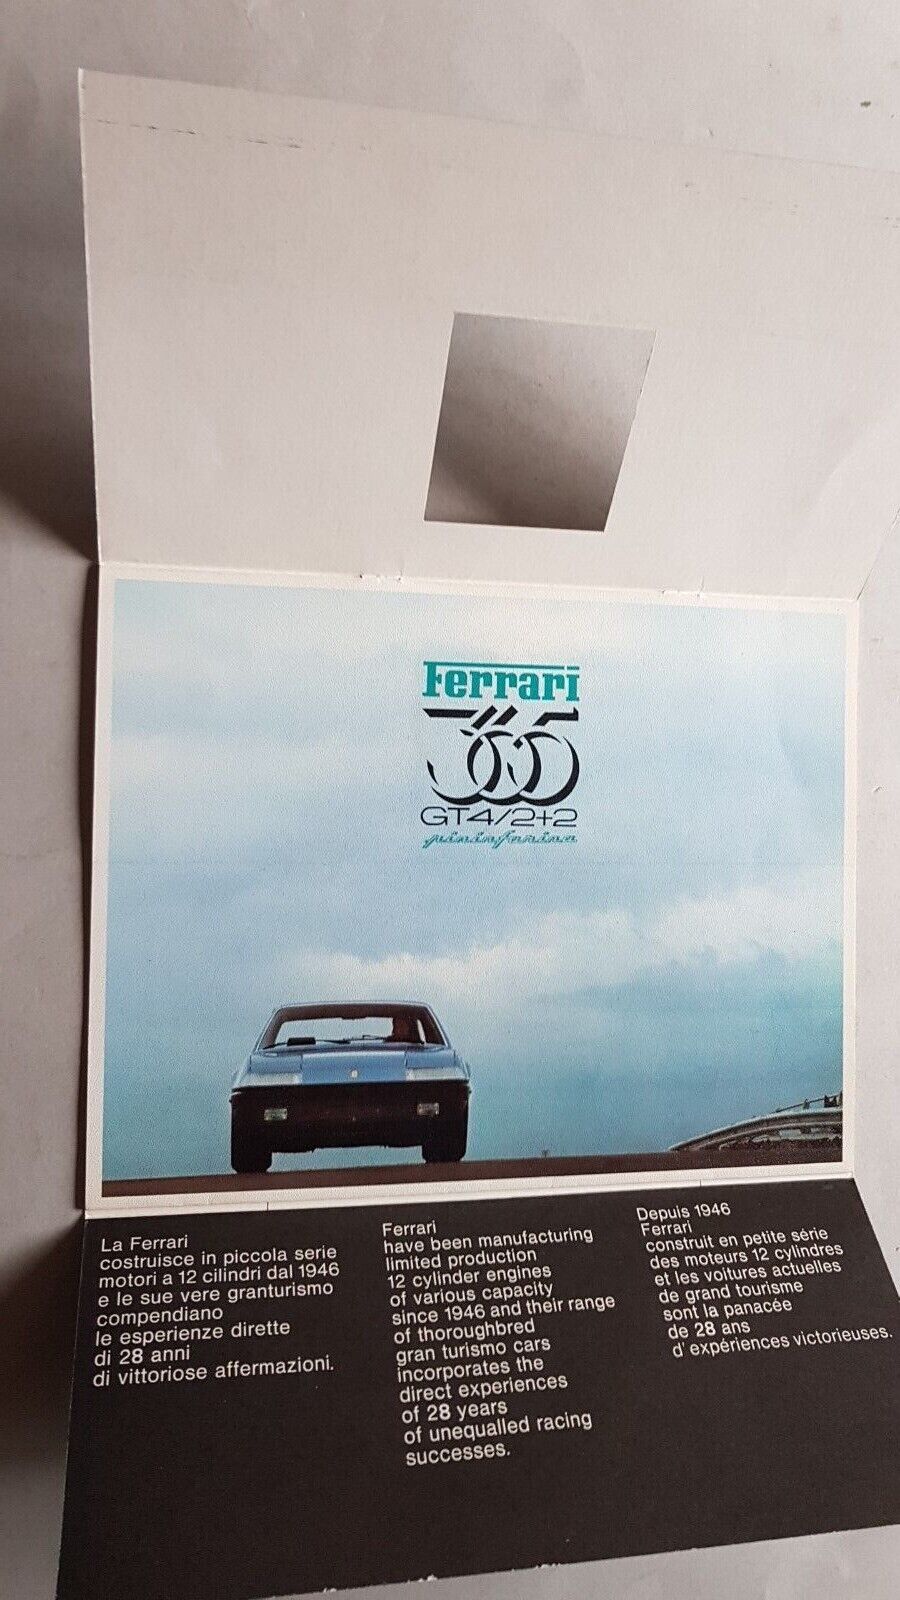 Ferrari
365
GT4/2+2
pininfarina
La Ferrari
costruisce in piccola serie
motori a 12 cilindri dal 1946
e le sue vere granturismo
compendiano
le esperienze dirette
di 28 anni
di vittoriose affermazioni.
Ferrari
have been manufacturing
limited production
12 cylinder engines
of various capacity
since 1946 and their range
of thoroughbred
gran turismo cars
incorporates the
direct experiences
of 28 years
of unequalled racing
successes.
Depuis 1946
Ferrari
construit en petite série
des moteurs 12 cylindres
et les voitures actuelles
de grand tourisme
sont la panacée
de 28 ans
d'expériences victorieuses.